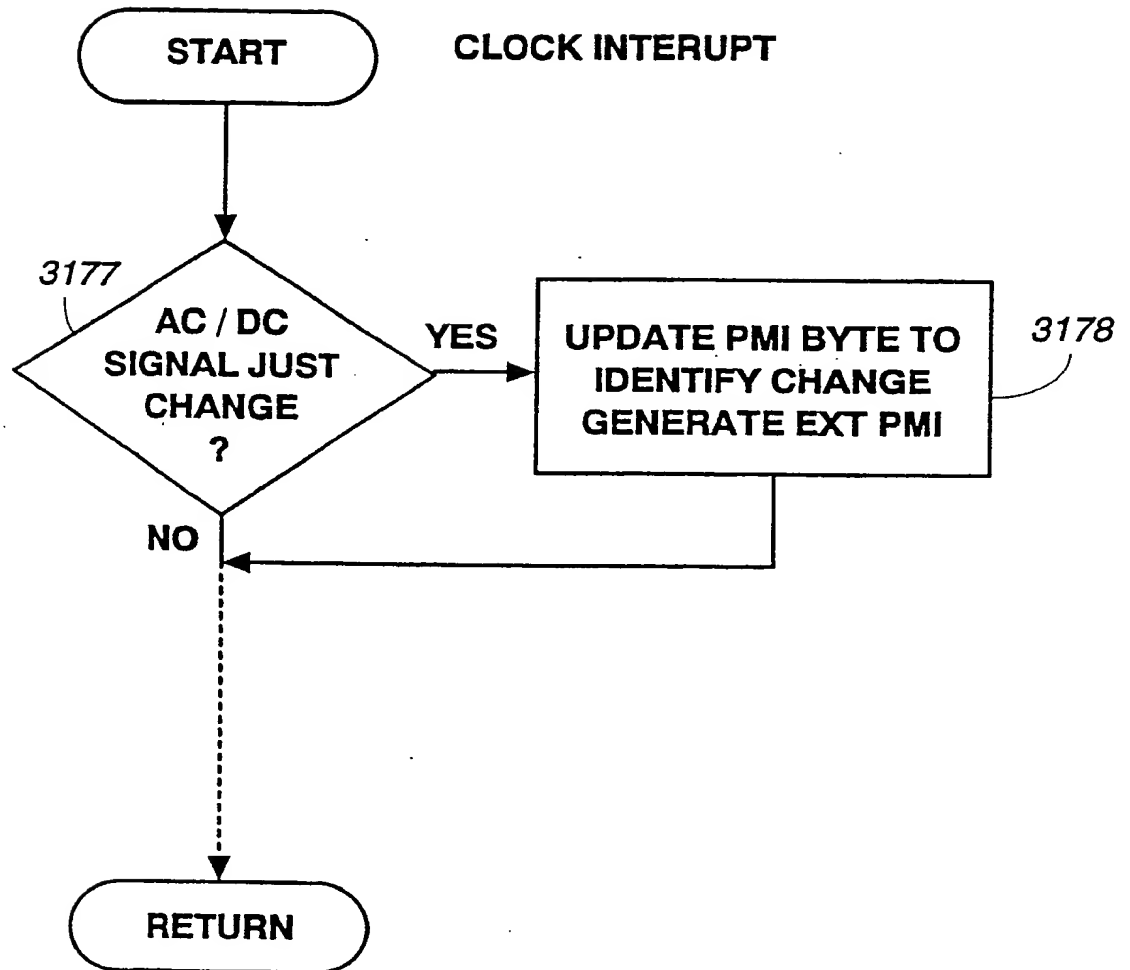 START
CLOCK INTERUPT
3177
AC / DC
SIGNAL JUST
CHANGE
?
YES
UPDATE PMI BYTE TO
IDENTIFY CHANGE
GENERATE EXT PMI
3178
NO
RETURN